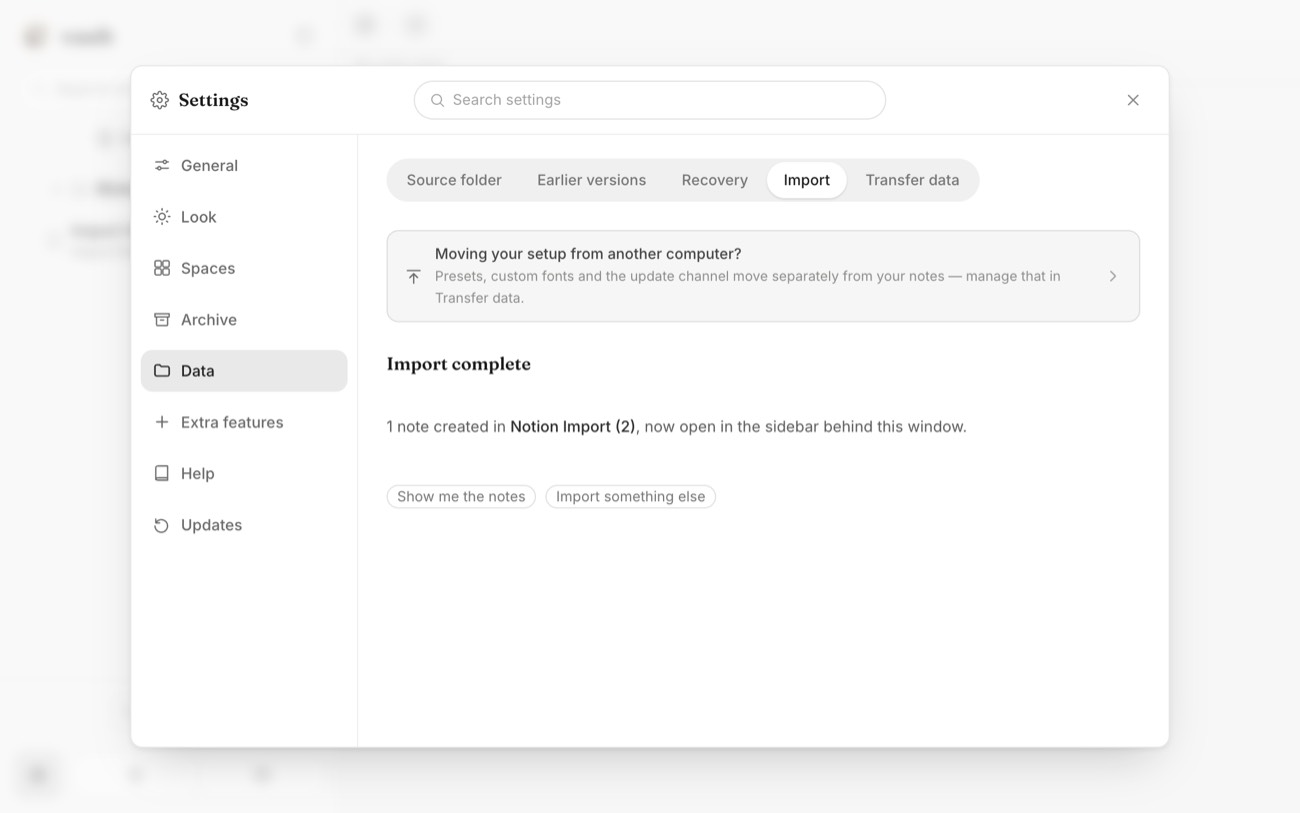 Settings
Search settings
General
Look
Spaces
Archive
Data
Extra features
Help
Updates
Source folder
Earlier versions
Recovery
Import
Transfer data
Moving your setup from another computer?
Presets, custom fonts and the update channel move separately from your notes — manage that in
Transfer data.
Import complete
1 note created in Notion Import (2), now open in the sidebar behind this window.
Show me the notes
Import something else